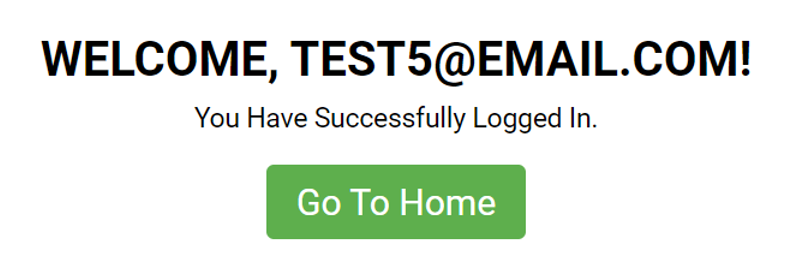 WELCOME, TEST5@EMAIL.COM!
You Have Successfully Logged In.
Go To Home